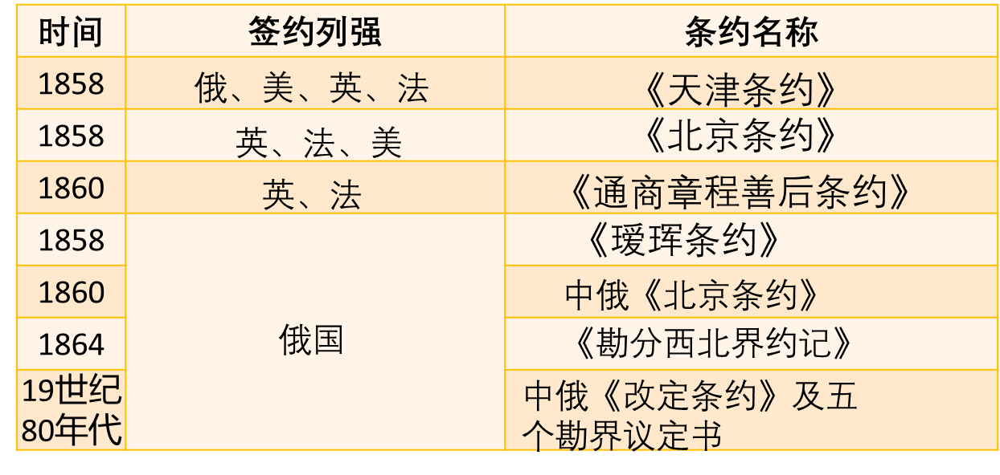 时间 签约列强 条约名称
1858 俄、美、英、法 《天津条约》
1858 英、法、美 《北京条约》
1860 英、法 《通商章程善后条约》
1858 《瑷珲条约》
1860 中俄《北京条约》
1864 俄国 《勘分西北界约记》
19世纪 中俄《改定条约》及五
80年代 个勘界议定书